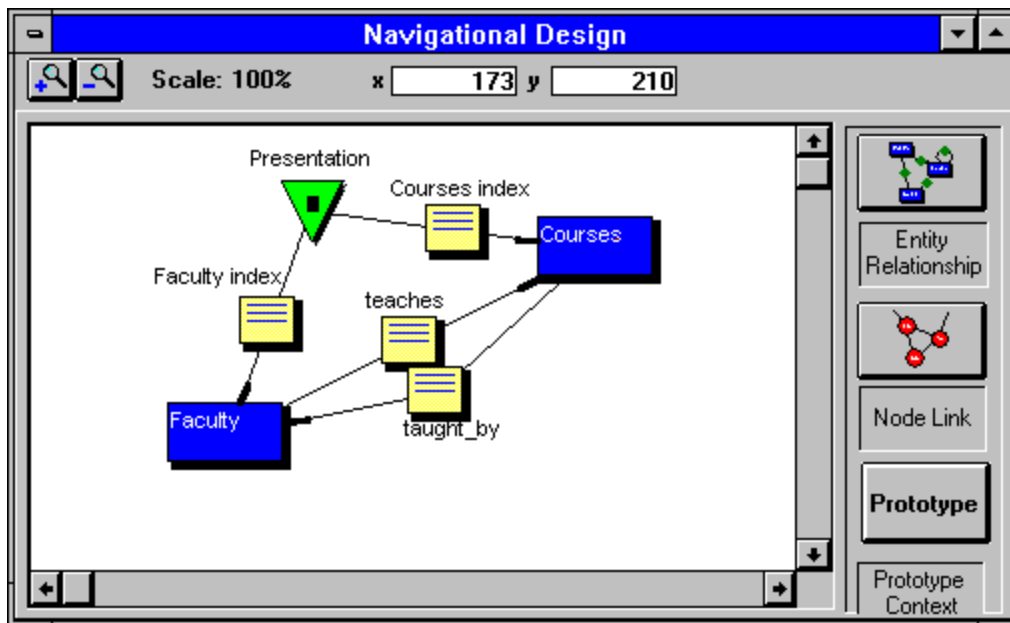 Navigational Design
Scale: 100% x 173 y 210
Presentation
Courses index
Courses
Faculty index
teaches
Faculty
taught_by
Entity
Relationship
Node Link
Prototype
Prototype
Context